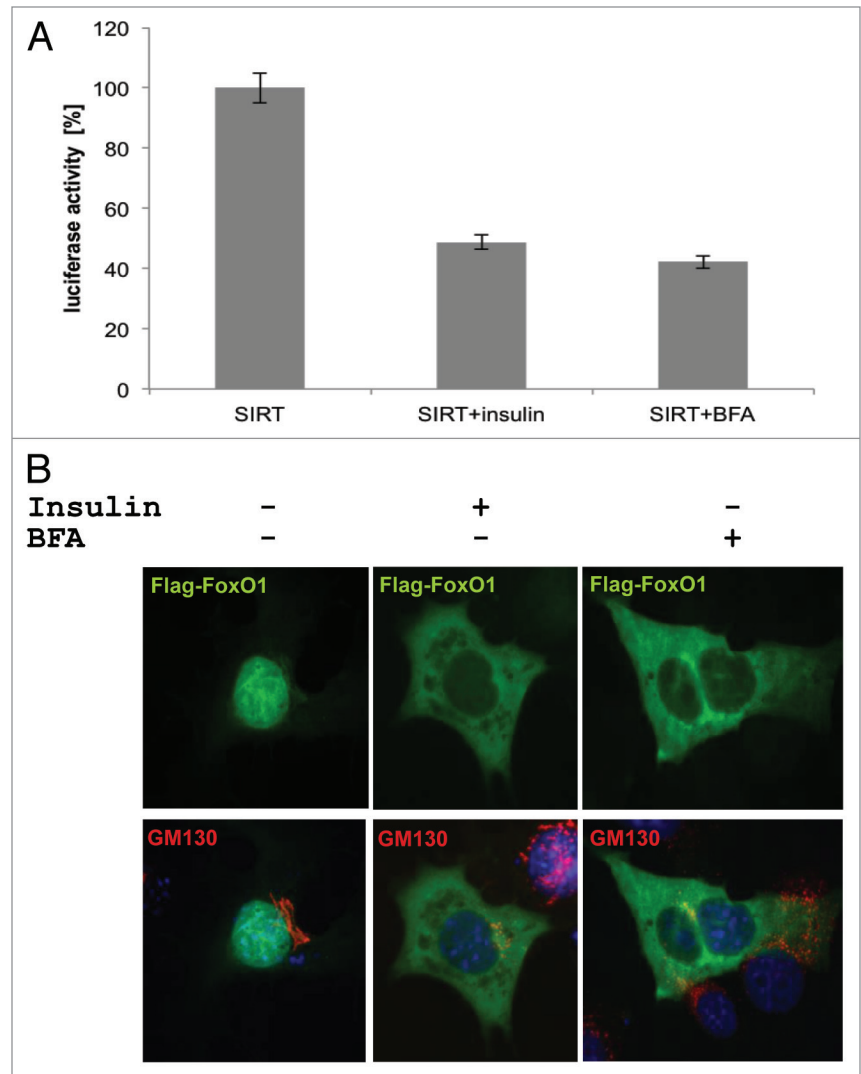 A
120
100
80
60
40
20
0
luciferase activity [%]
SIRT SIRT+insulin SIRT+BFA
B
Insulin - + -
BFA - - +
Flag-FoxO1 Flag-FoxO1 Flag-FoxO1
GM130 GM130 GM130